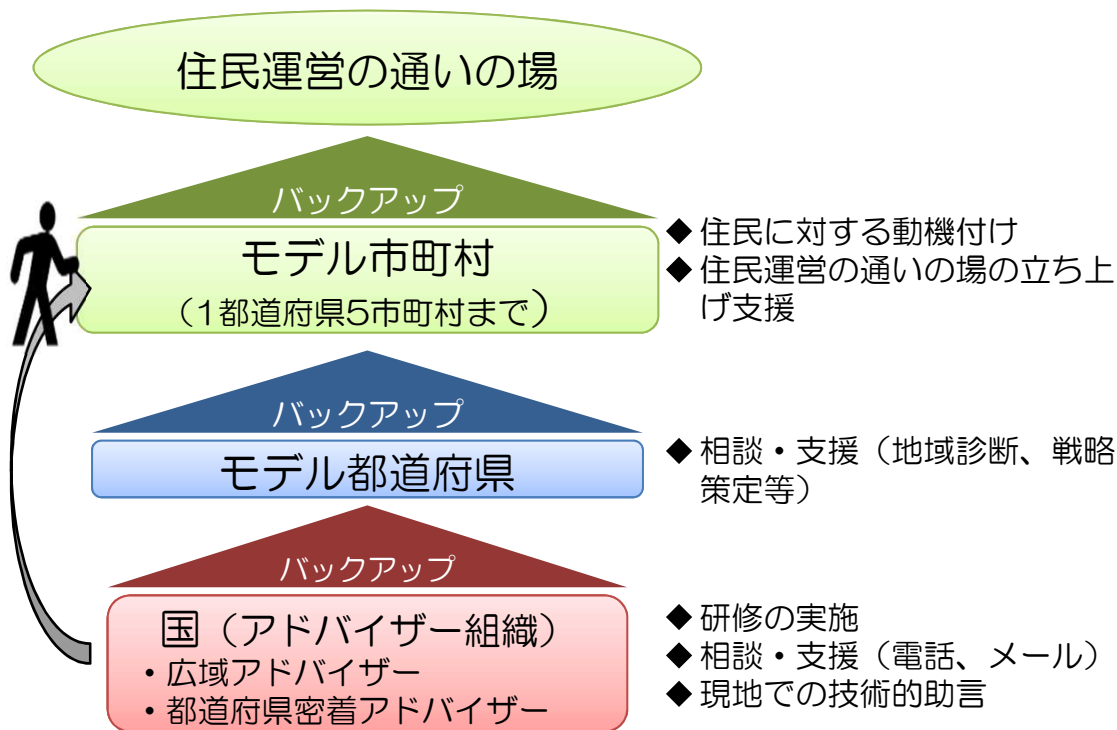 住民運営の通いの場
バックアップ
モデル市町村
（1都道府県5市町村まで）
◆ 住民に対する動機付け
◆ 住民運営の通いの場の立ち上
げ支援
バックアップ
モデル都道府県
◆ 相談・支援（地域診断、戦略
策定等）
バックアップ
国（アドバイザー組織）
・広域アドバイザー
・都道府県密着アドバイザー
◆ 研修の実施
◆ 相談・支援（電話、メール）
◆ 現地での技術的助言